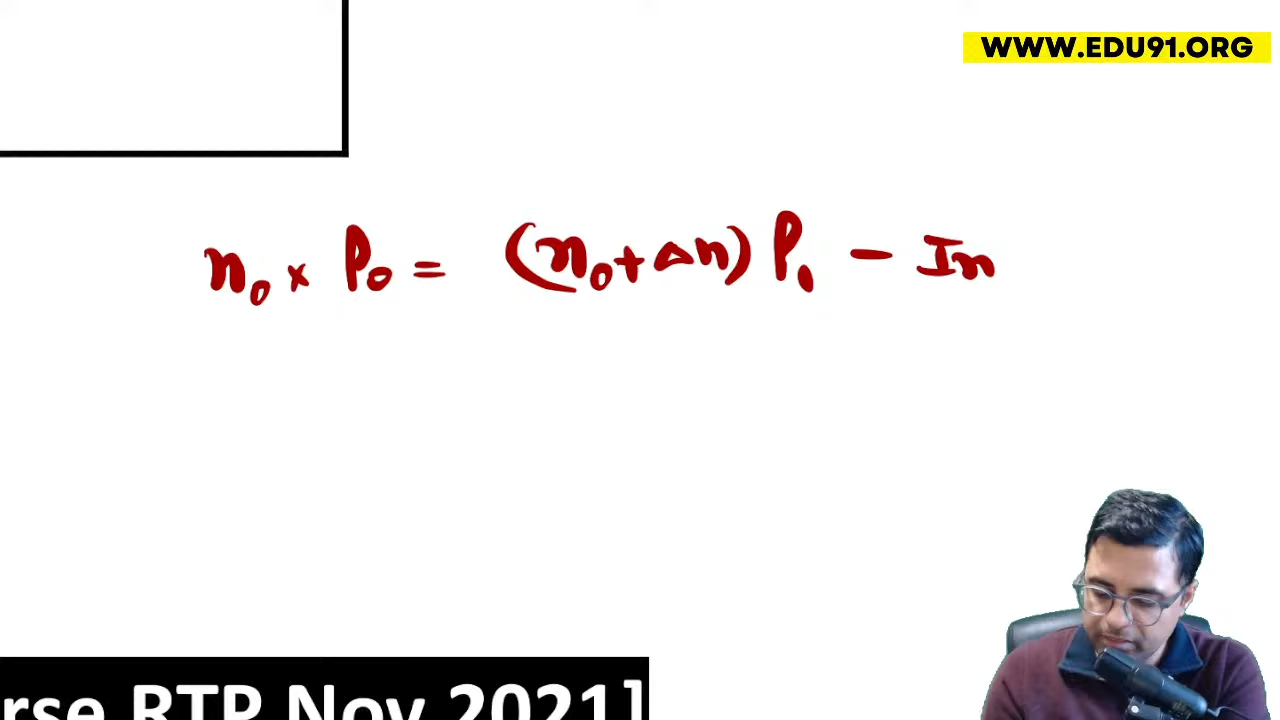 WWW.EDU91.ORG
n₀ × P₀ = (n₀ + Δn) P₁ − In
rse RTP Nov 2021]